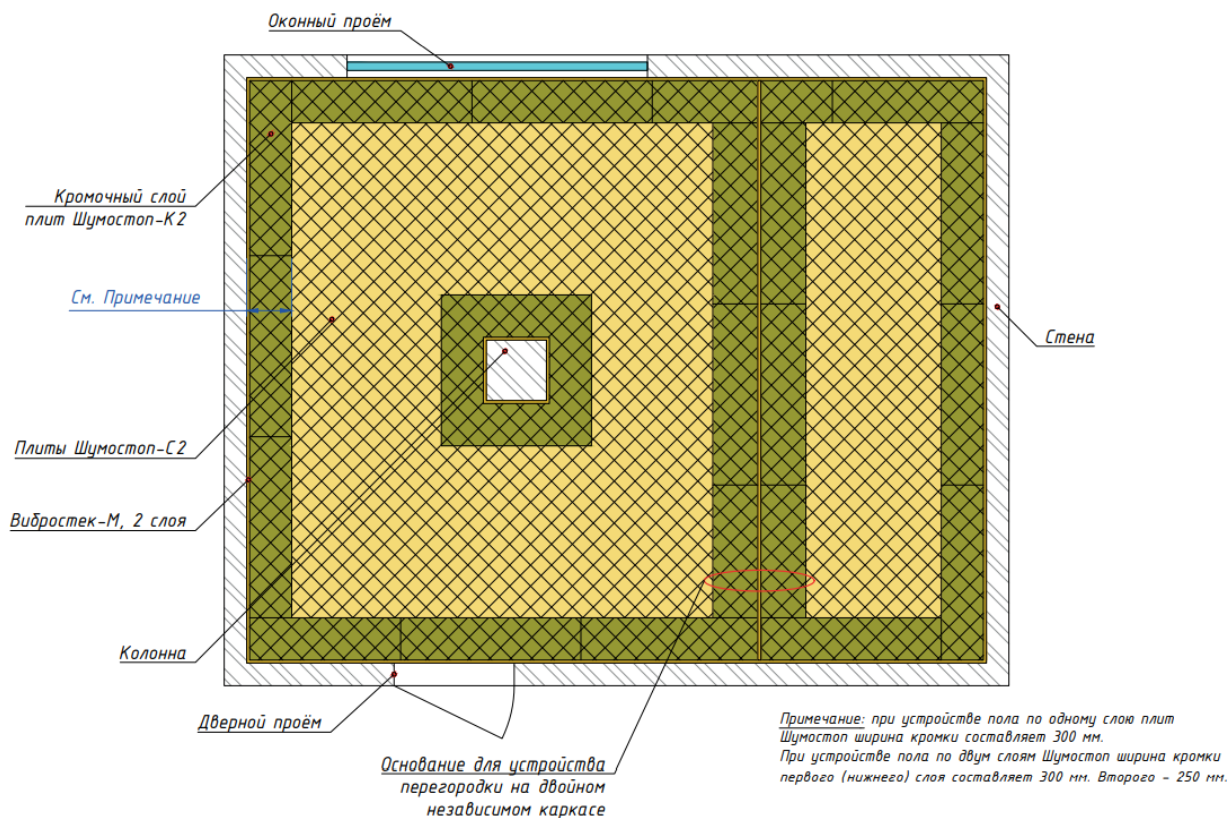 Оконный проём
Кромочный слой
плит Шумостоп-К2
См. Примечание
Стена
Плиты Шумостоп-С2
Вибростек-М, 2 слоя
Колонна
Дверной проём
Основание для устройства
перегородки на двойном
независимом каркасе
Примечание: при устройстве пола по одному слою плит
Шумостоп ширина кромки составляет 300 мм.
При устройстве пола по двум слоям Шумостоп ширина кромки
первого (нижнего) слоя составляет 300 мм. Второго - 250 мм.